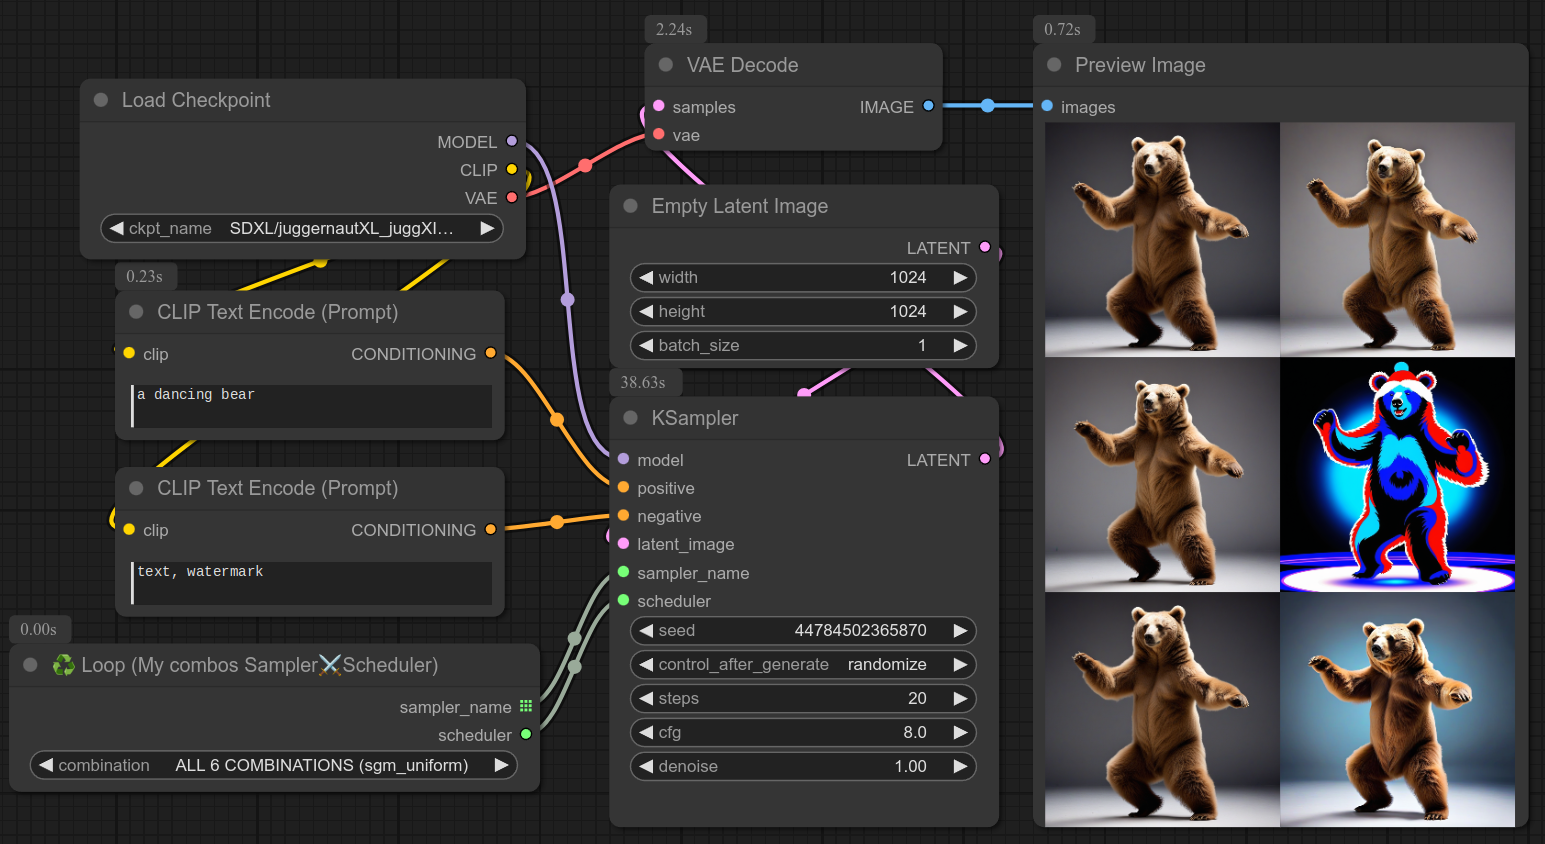 Load Checkpoint
MODEL
CLIP
VAE
ckpt_name SDXL/juggernautXL_juggXI...
0.23s
CLIP Text Encode (Prompt)
clip CONDITIONING
a dancing bear
CLIP Text Encode (Prompt)
clip CONDITIONING
text, watermark
0.00s
♻️ Loop (My combos Sampler⚔️Scheduler)
sampler_name
scheduler
combination ALL 6 COMBINATIONS (sgm_uniform)
2.24s
VAE Decode
samples IMAGE
vae
Empty Latent Image
LATENT
width 1024
height 1024
batch_size 1
38.63s
KSampler
model LATENT
positive
negative
latent_image
sampler_name
scheduler
seed 44784502365870
control_after_generate randomize
steps 20
cfg 8.0
denoise 1.00
0.72s
Preview Image
images